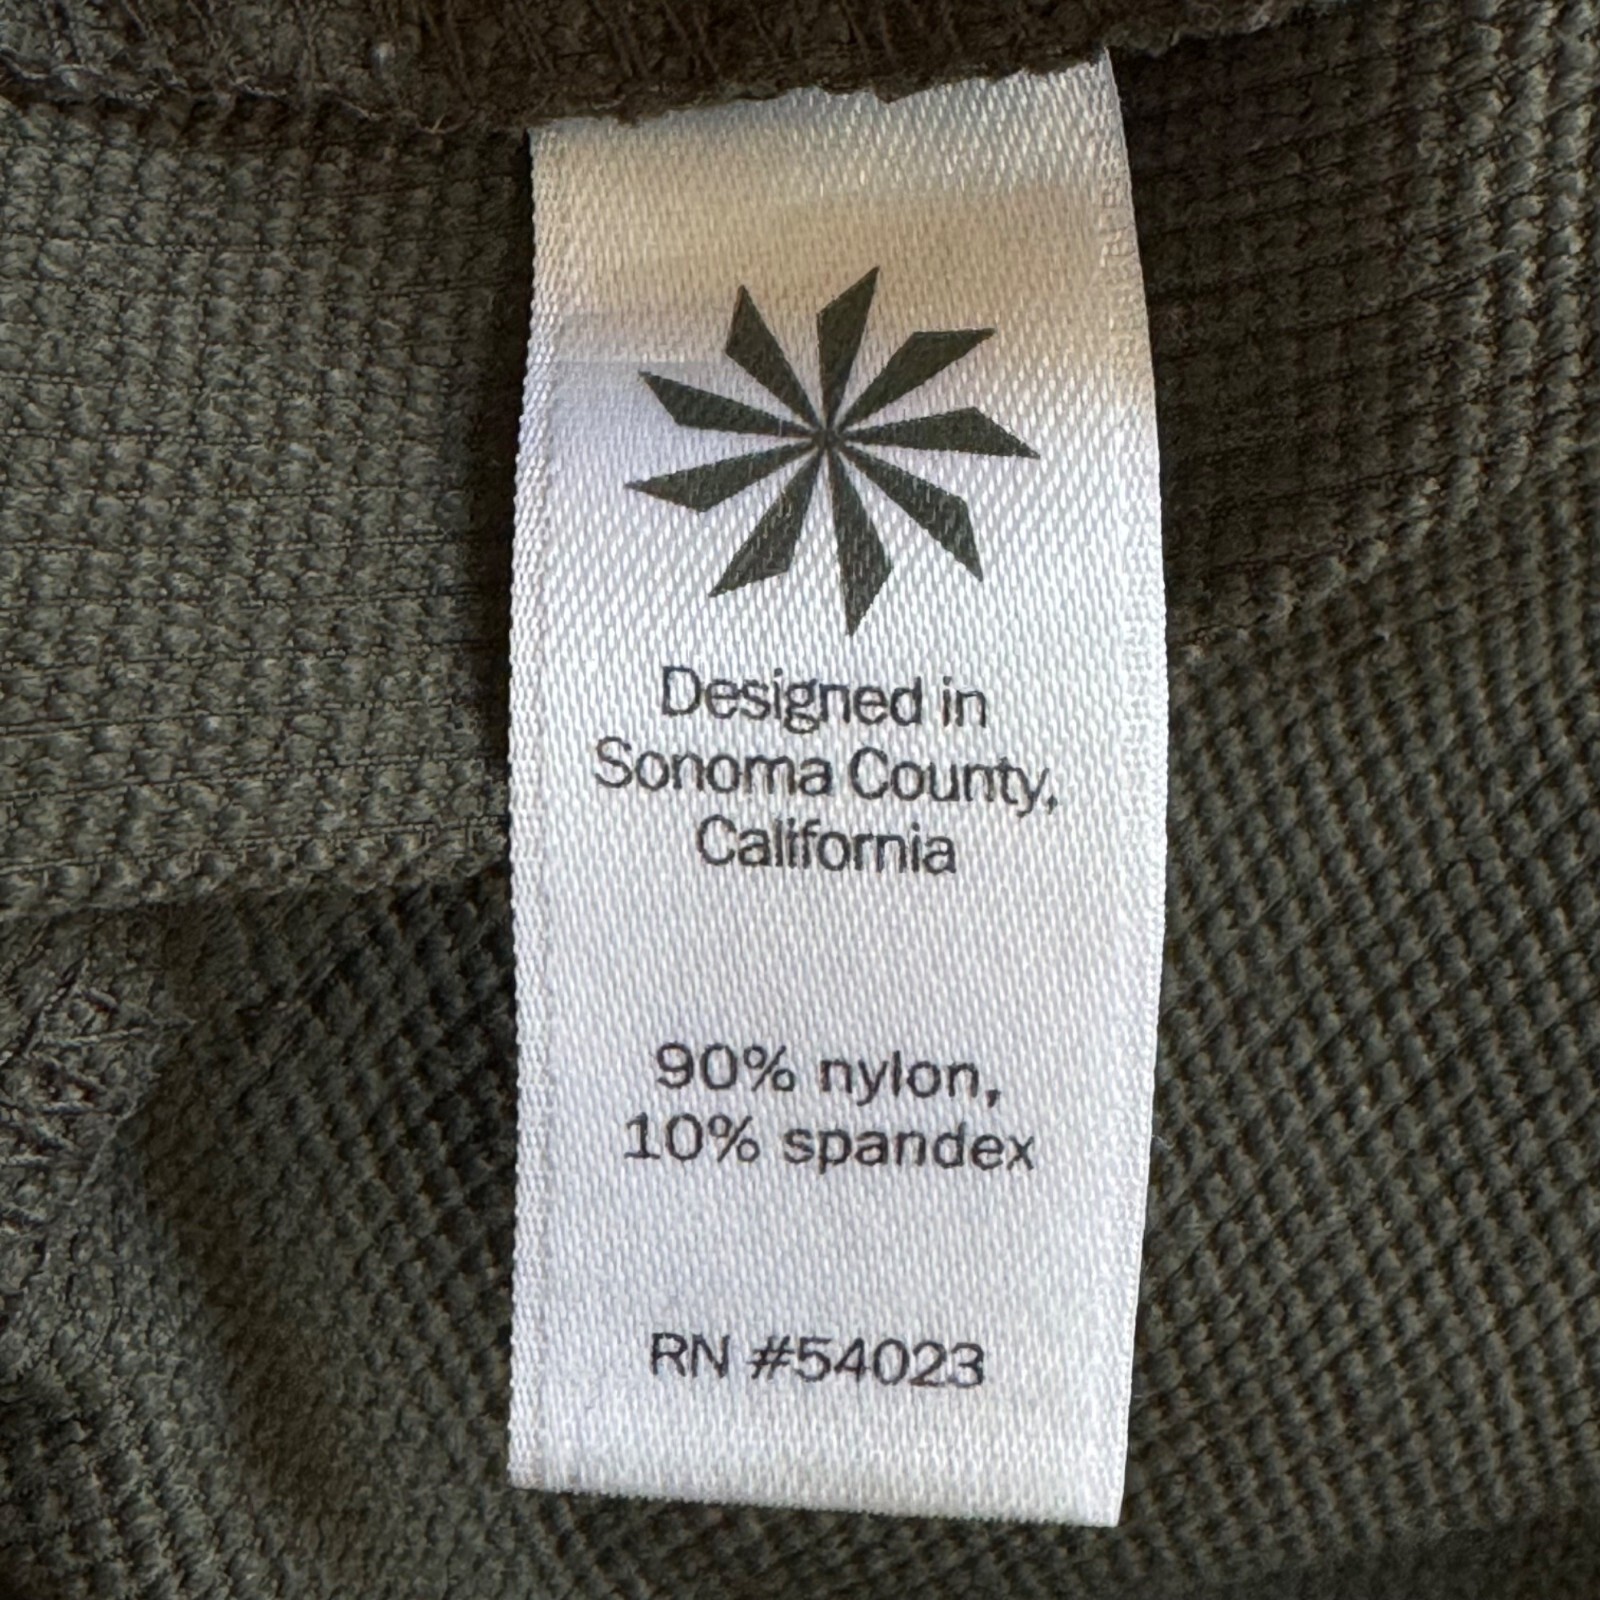 Designed in
Sonoma County,
California
90% nylon,
10% spandex
RN #54023